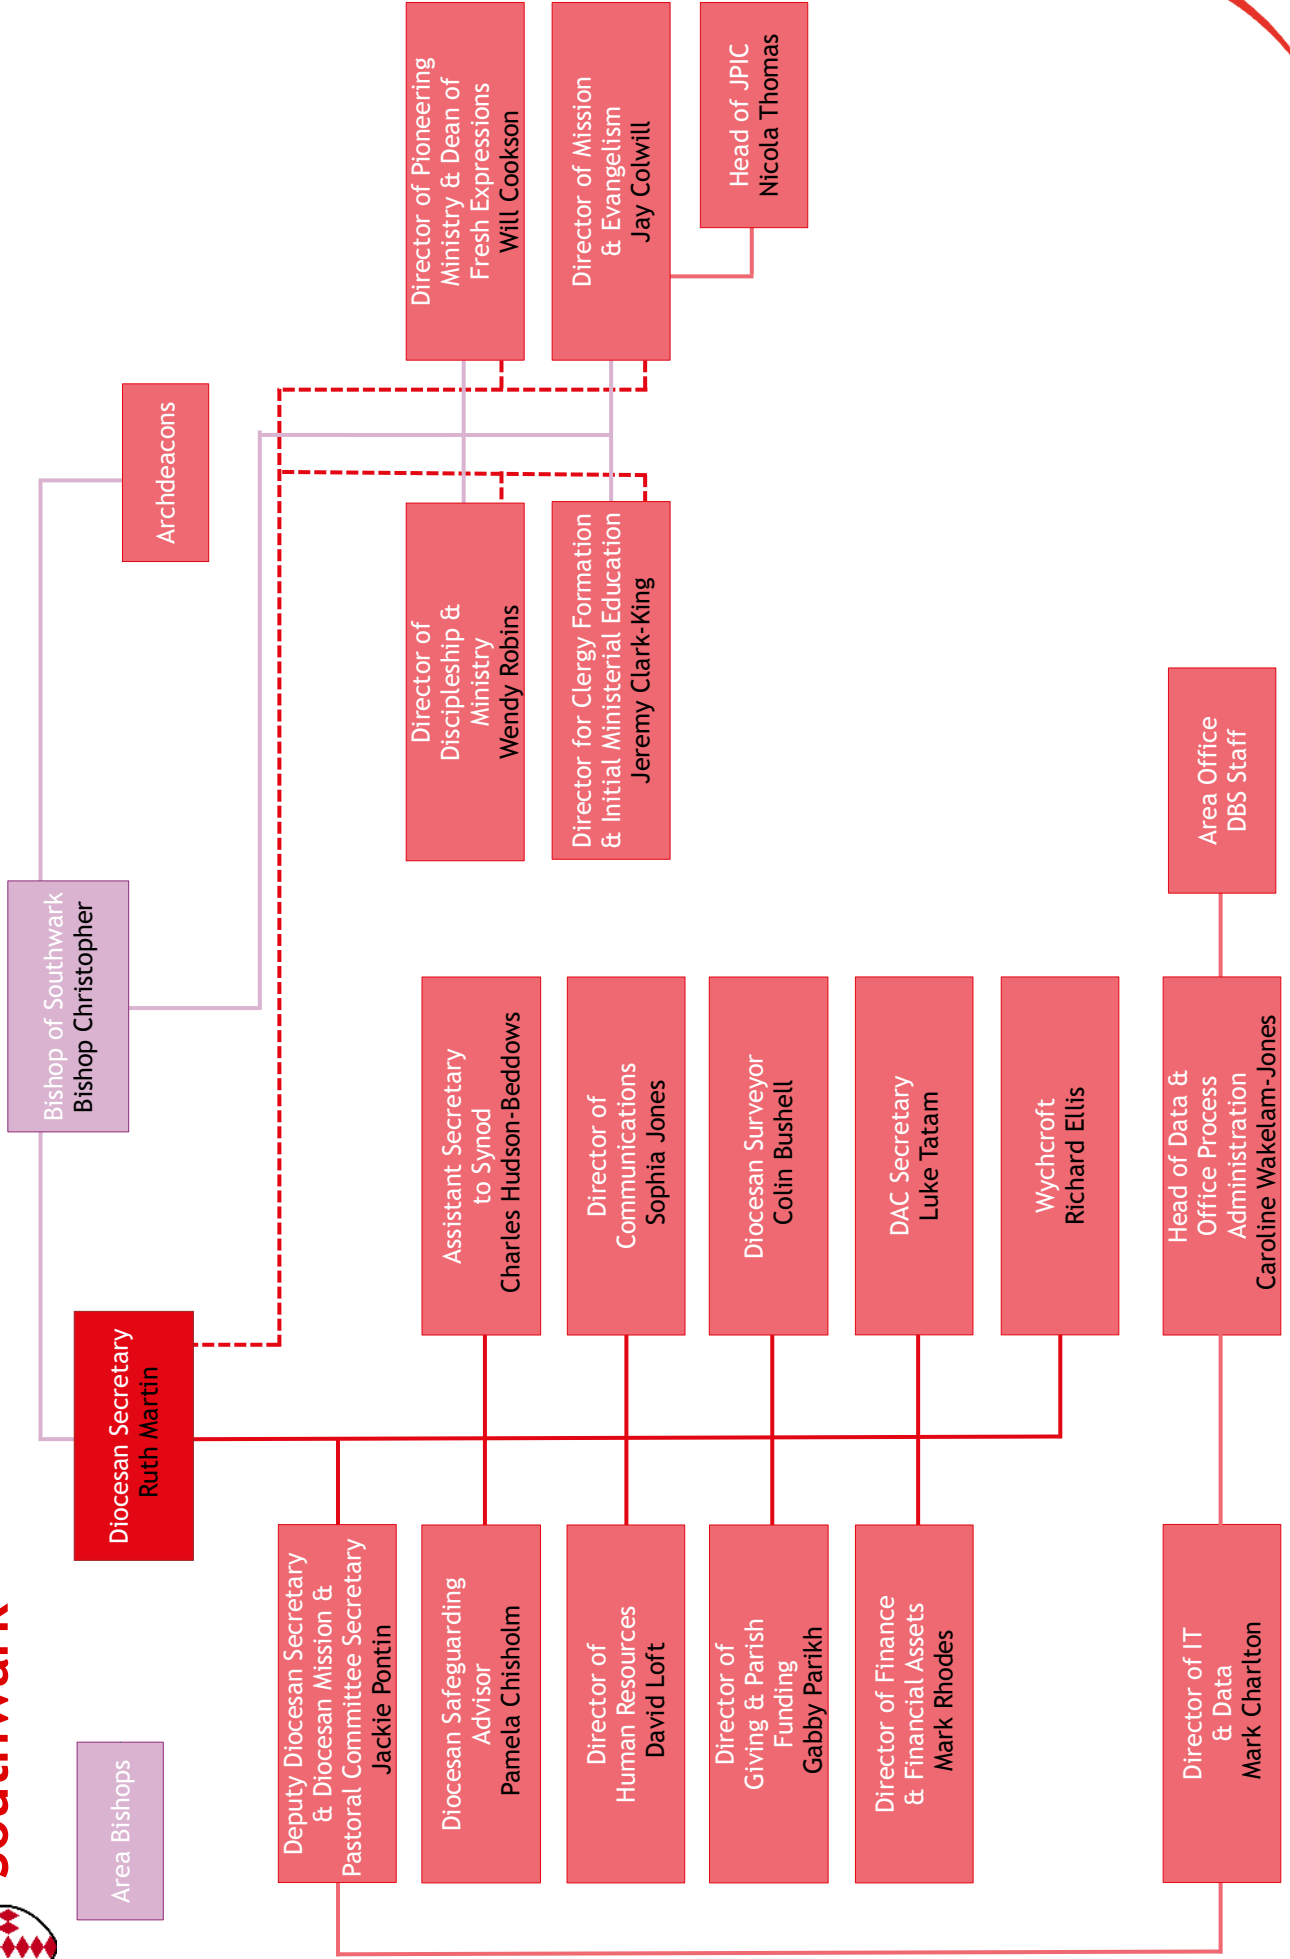 Southwark
Bishop of Southwark
Bishop Christopher
Area Bishops
Diocesan Secretary
Ruth Martin
Archdeacons
Deputy Diocesan Secretary
& Diocesan Mission &
Pastoral Committee Secretary
Jackie Pontin
Diocesan Safeguarding
Advisor
Pamela Chisholm
Assistant Secretary
to Synod
Charles Hudson-Beddows
Director of
Discipleship &
Ministry
Wendy Robins
Director of Pioneering
Ministry & Dean of
Fresh Expressions
Will Cookson
Director of
Human Resources
David Loft
Director of
Communications
Sophia Jones
Director for Clergy Formation
& Initial Ministerial Education
Jeremy Clark-King
Director of Mission
& Evangelism
Jay Colwill
Director of
Giving & Parish
Funding
Gabby Parikh
Diocesan Surveyor
Colin Bushell
Head of JPIC
Nicola Thomas
Director of Finance
& Financial Assets
Mark Rhodes
DAC Secretary
Luke Tatam
Wychcroft
Richard Ellis
Director of IT
& Data
Mark Charlton
Head of Data &
Office Process
Administration
Caroline Wakelam-Jones
Area Office
DBS Staff